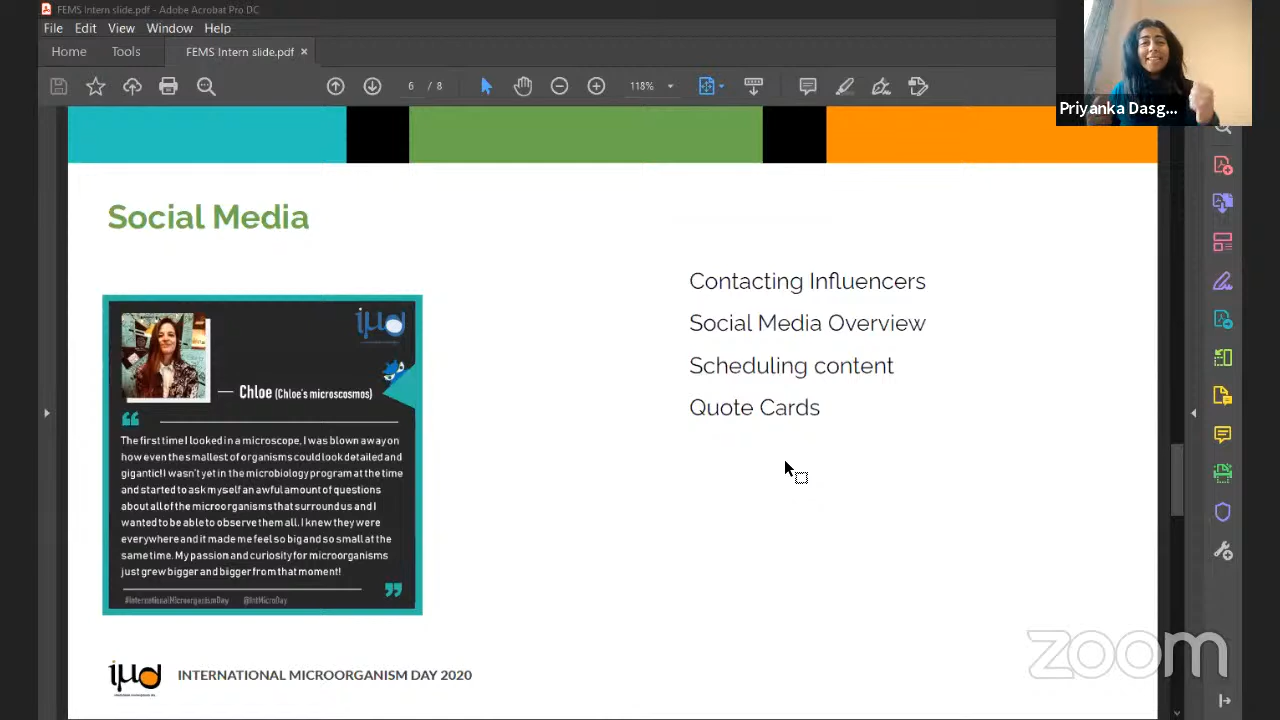 FEMS Intern slide.pdf - Adobe Acrobat Pro DC
File Edit View Window Help
Home Tools FEMS Intern slide.pdf ×
6 / 8 118%
Priyanka Dasg...
Social Media
Contacting Influencers
Social Media Overview
Scheduling content
Quote Cards
iμd
— Chloe (Chloe's microscosmos)
The first time I looked in a microscope, I was blown away on
how even the smallest of organisms could look detailed and
gigantic! I wasn't yet in the microbiology program at the time
and started to ask myself an awful amount of questions
about all of the microorganisms that surround us and I
wanted to be able to observe them all. I knew they were
everywhere and it made me feel so big and so small at the
same time. My passion and curiosity for microorganisms
just grew bigger and bigger from that moment!
#InternationalMicroorganismDay @IntMicroDay
iμd
INTERNATIONAL MICROORGANISM DAY 2020
zoom